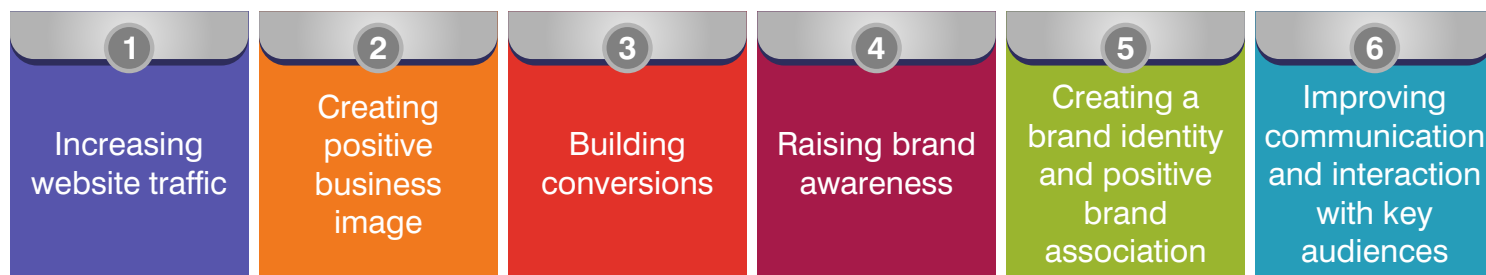 1
Increasing
website traffic
2
Creating
positive
business
image
3
Building
conversions
4
Raising brand
awareness
5
Creating a
brand identity
and positive
brand
association
6
Improving
communication
and interaction
with key
audiences